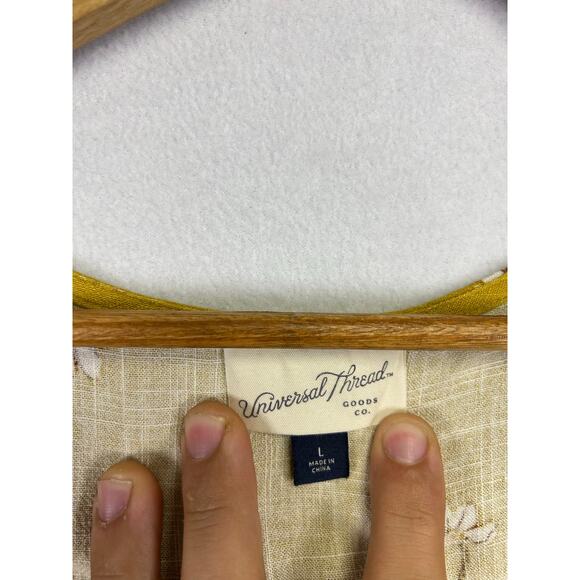 Universal Thread™
GOODS
CO.
L
MADE IN
CHINA